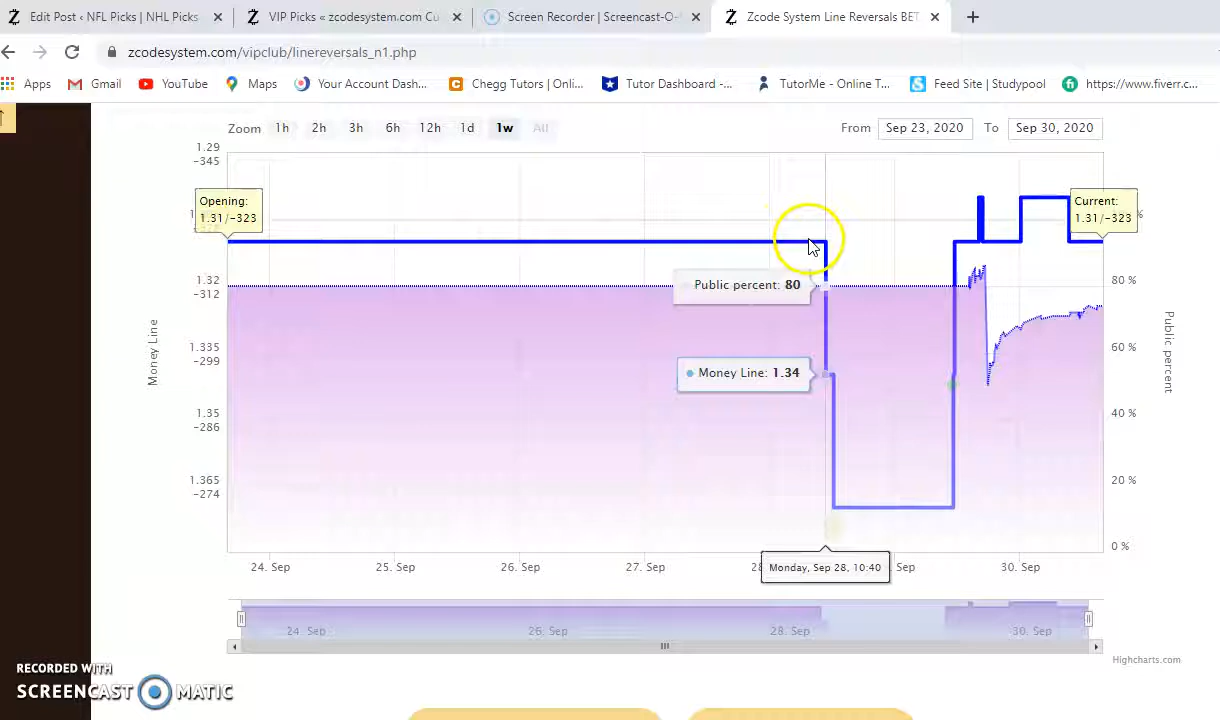 Edit Post ‹ NFL Picks | NHL Picks
VIP Picks « zcodesystem.com Cu
Screen Recorder | Screencast-O-
Zcode System Line Reversals BET
zcodesystem.com/vipclub/linereversals_n1.php
Apps
Gmail
YouTube
Maps
Your Account Dash...
Chegg Tutors | Onli...
Tutor Dashboard -...
TutorMe - Online T...
Feed Site | Studypool
https://www.fiverr.c...
Zoom 1h 2h 3h 6h 12h 1d 1w All
From Sep 23, 2020 To Sep 30, 2020
1.29
-345
Opening:
1.31/-323
Current:
1.31/-323
%
1.32
-312
Public percent: 80
80 %
1.335
-299
Money Line: 1.34
60 %
Money Line
Public percent
1.35
-286
40 %
1.365
-274
20 %
0 %
24. Sep
25. Sep
26. Sep
27. Sep
28
Monday, Sep 28, 10:40
Sep
30. Sep
24. Sep
26. Sep
28. Sep
30. Sep
Highcharts.com
RECORDED WITH
SCREENCAST MATIC